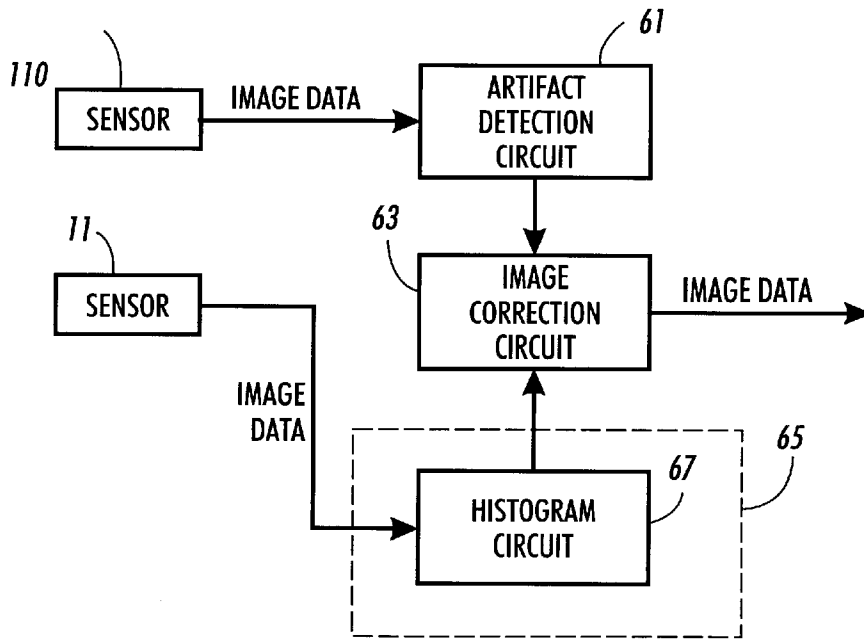 61
110
IMAGE DATA
ARTIFACT
DETECTION
CIRCUIT
SENSOR
11
63
SENSOR
IMAGE
CORRECTION
CIRCUIT
IMAGE DATA
IMAGE
DATA
67
65
HISTOGRAM
CIRCUIT